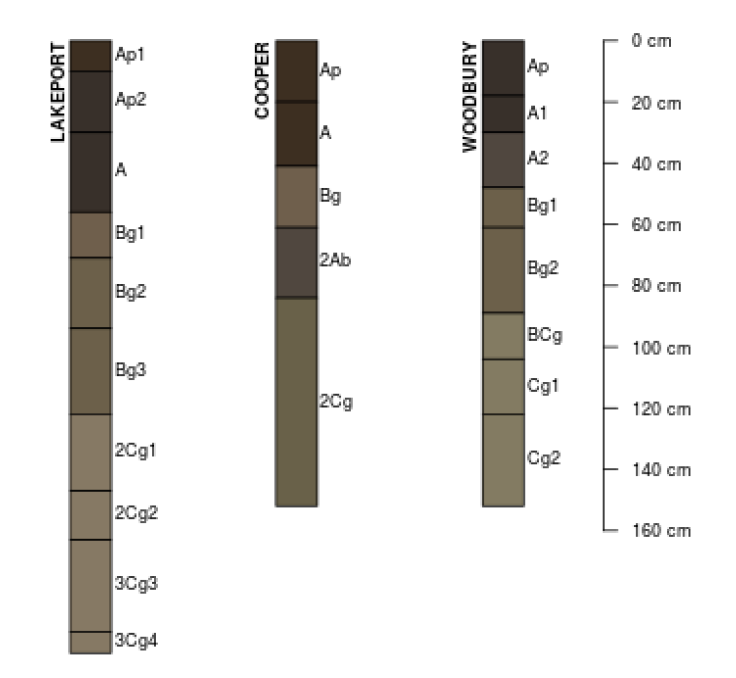 LAKEPORT
Ap1
Ap2
A
Bg1
Bg2
Bg3
2Cg1
2Cg2
3Cg3
3Cg4
COOPER
Ap
A
Bg
2Ab
2Cg
WOODBURY
Ap
A1
A2
Bg1
Bg2
BCg
Cg1
Cg2
0 cm
20 cm
40 cm
60 cm
80 cm
100 cm
120 cm
140 cm
160 cm